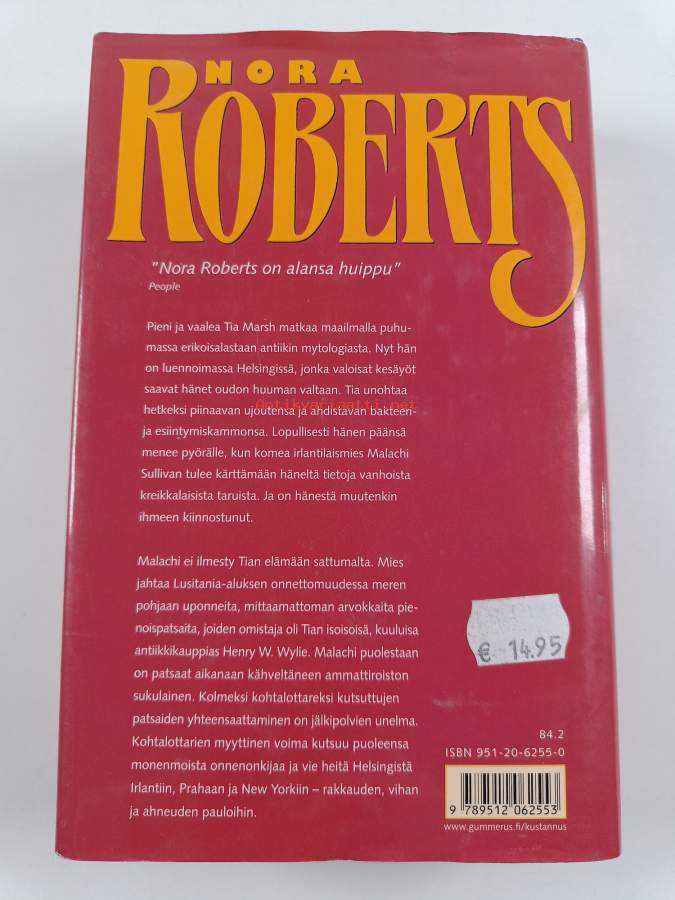 NORA
ROBERTS
"Nora Roberts on alansa huippu"
People
Pieni ja vaalea Tia Marsh matkaa maailmalla puhu-
massa erikoisalastaan antiikin mytologiasta. Nyt hän
on luennoimassa Helsingissä, jonka valoisat kesäyöt
saavat hänet oudon huuman valtaan. Tia unohtaa
hetkeksi piinaavan ujoutensa ja ahdistavan bakteeri-
ja esiintymiskammonsa. Lopullisesti hänen päänsä
menee pyörälle, kun komea irlantilaismies Malachi
Sullivan tulee kärttämään häneltä tietoja vanhoista
kreikkalaisista taruista. Ja on hänestä muutenkin
ihmeen kiinnostunut.
Malachi ei ilmesty Tian elämään sattumalta. Mies
jahtaa Lusitania-aluksen onnettomuudessa meren
pohjaan uponneita, mittaamattoman arvokkaita pie-
noispatsaita, joiden omistaja oli Tian isoisoisä, kuuluisa
antiikkikauppias Henry W. Wylie. Malachi puolestaan
on patsaat aikanaan kähveltäneen ammattiroiston
sukulainen. Kolmeksi kohtalottareksi kutsuttujen
patsaiden yhteensaattaminen on jälkipolvien unelma.
Kohtalottarien myyttinen voima kutsuu puoleensa
monenmoista onnenonkijaa ja vie heitä Helsingistä
Irlantiin, Prahaan ja New Yorkiin – rakkauden, vihan
ja ahneuden pauloihin.
antikvariaatti.net
€ 14.95
84.2
ISBN 951-20-6255-0
9 789512 062553
www.gummerus.fi/kustannus